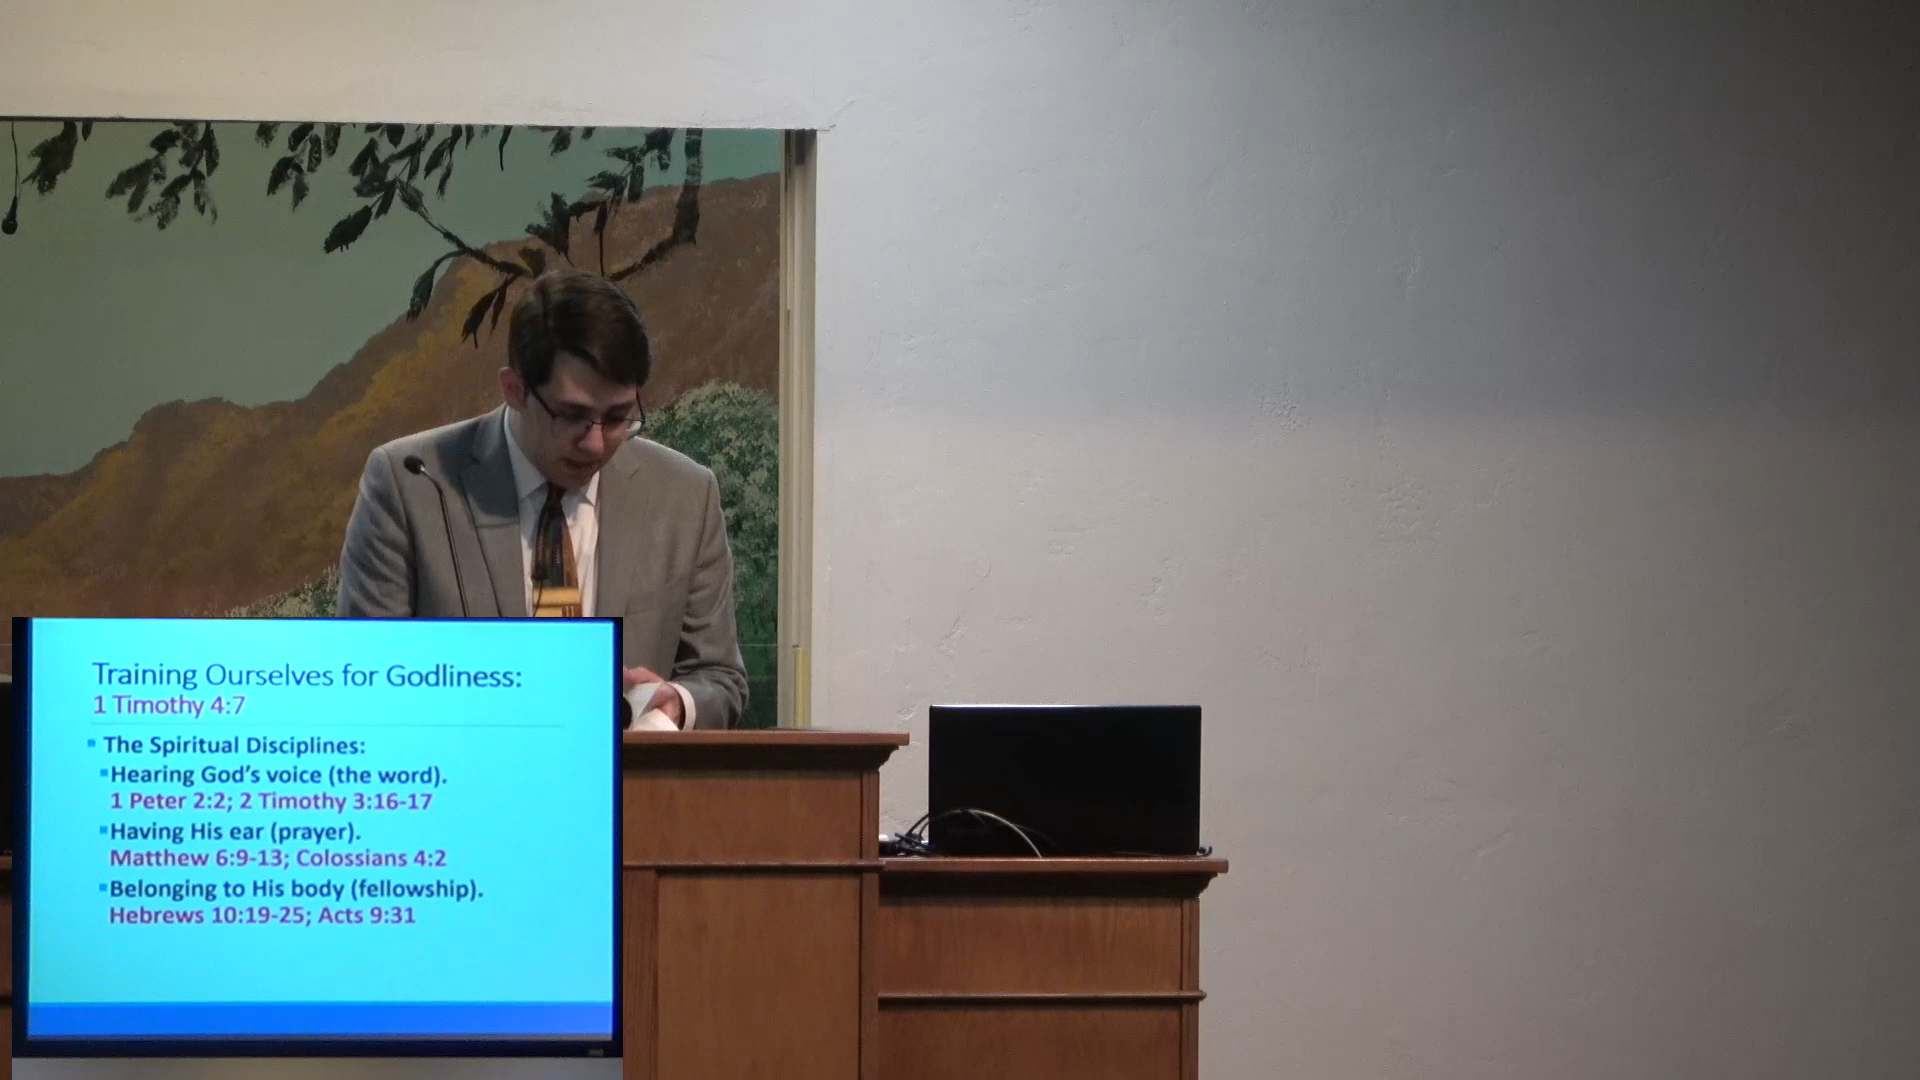 Training Ourselves for Godliness:
1 Timothy 4:7
The Spiritual Disciplines:
Hearing God's voice (the word).
1 Peter 2:2; 2 Timothy 3:16-17
Having His ear (prayer).
Matthew 6:9-13; Colossians 4:2
Belonging to His body (fellowship).
Hebrews 10:19-25; Acts 9:31